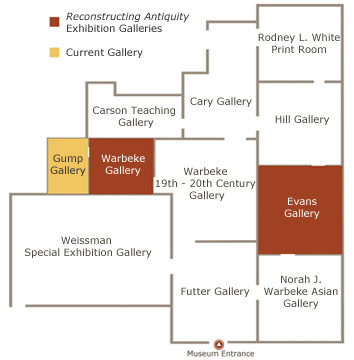 Reconstructing Antiquity
Exhibition Galleries
Current Gallery
Rodney L. White
Print Room
Cary Gallery
Carson Teaching
Gallery
Hill Gallery
Gump
Gallery
Warbeke
Gallery
Warbeke
19th - 20th Century
Gallery
Evans
Gallery
Weissman
Special Exhibition Gallery
Futter Gallery
Norah J.
Warbeke Asian
Gallery
Museum Entrance